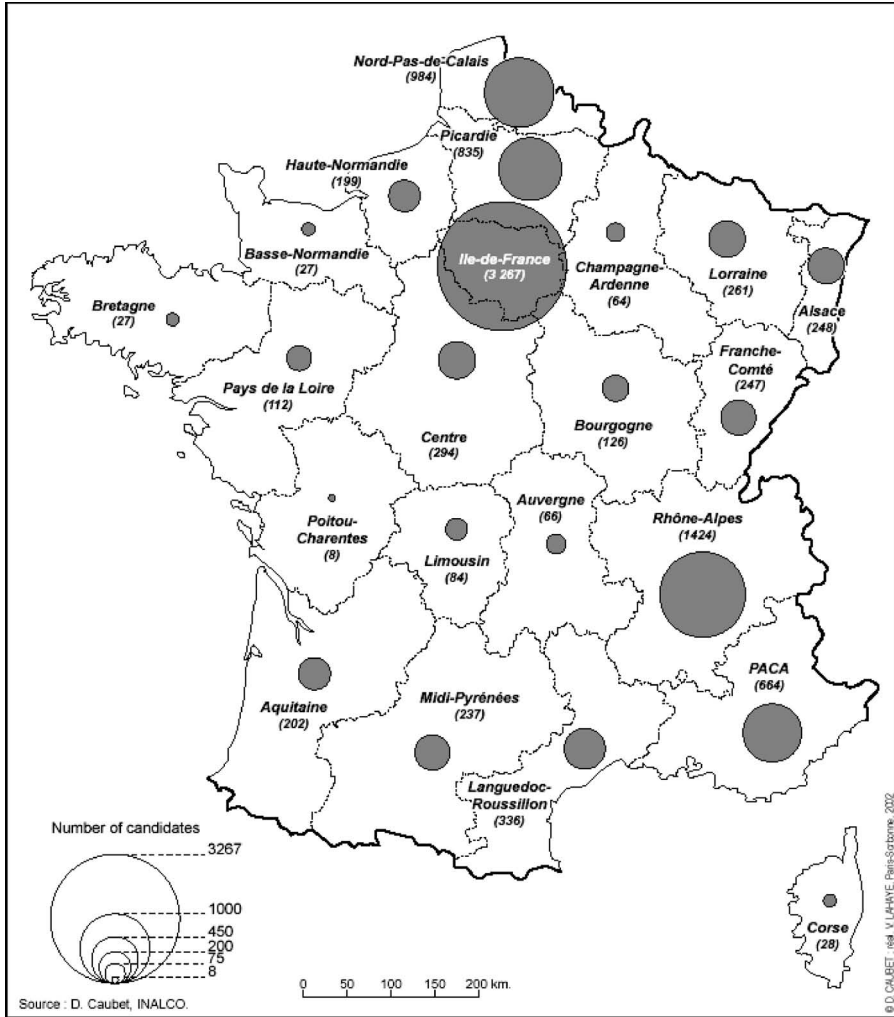 Nord-Pas-de-Calais
(984)
Picardie
(835)
Haute-Normandie
(199)
Basse-Normandie
(27)
Ile-de-France
(3 267)
Champagne-
Ardenne
(64)
Lorraine
(261)
Alsace
(248)
Bretagne
(27)
Pays de la Loire
(112)
Centre
(294)
Bourgogne
(126)
Franche-
Comté
(247)
Poitou-
Charentes
(8)
Limousin
(84)
Auvergne
(66)
Rhône-Alpes
(1424)
Aquitaine
(202)
Midi-Pyrénées
(237)
Languedoc-
Roussillon
(336)
PACA
(664)
Corse
(28)
Number of candidates
3267
1000
450
200
75
8
0 50 100 150 200 km.
Source : D. Caubet, INALCO.
© D. CAUBET : réal. V. LAHAYE. Paris-Sorbonne. 2002